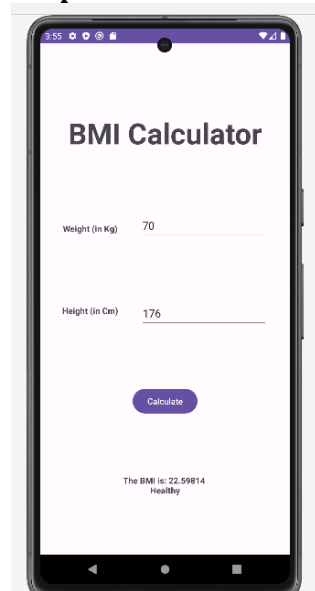 3:55
BMI Calculator
Weight (in Kg) 70
Height (in Cm) 176
Calculate
The BMI is: 22.59814
Healthy